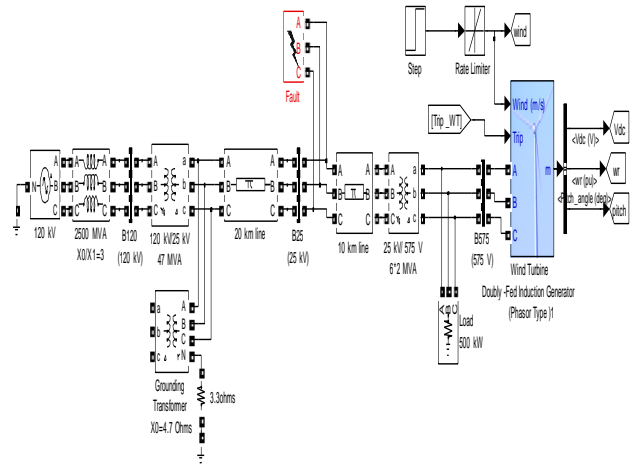 A
B
C
Fault
Step
Rate Limiter
wind
[Trip _WT]
Wind (m/s)
Trip
A
B
C
m
<Vdc (V)>
<wr (pu)>
<Pitch_angle (deg)>
Vdc
wr
pitch
N
A
B
C
120 kV
A
B
C
A
B
C
2500 MVA
X0/X1=3
A
B
C
a
b
c
B120
(120 kV)
A
B
C
a
b
c
120 kV/25 kV
47 MVA
A
B
C
π
A
B
C
20 km line
A
B
C
a
b
c
B25
(25 kV)
A
B
C
π
A
B
C
10 km line
A
B
C
a
b
c
25 kV/ 575 V
6*2 MVA
B575
(575 V)
Wind Turbine
Doubly -Fed Induction Generator
(Phasor Type )1
A
B
C
Load
500 kW
a
b
c
A
B
C
N
Grounding
Transformer
X0=4.7 Ohms
3.3ohms